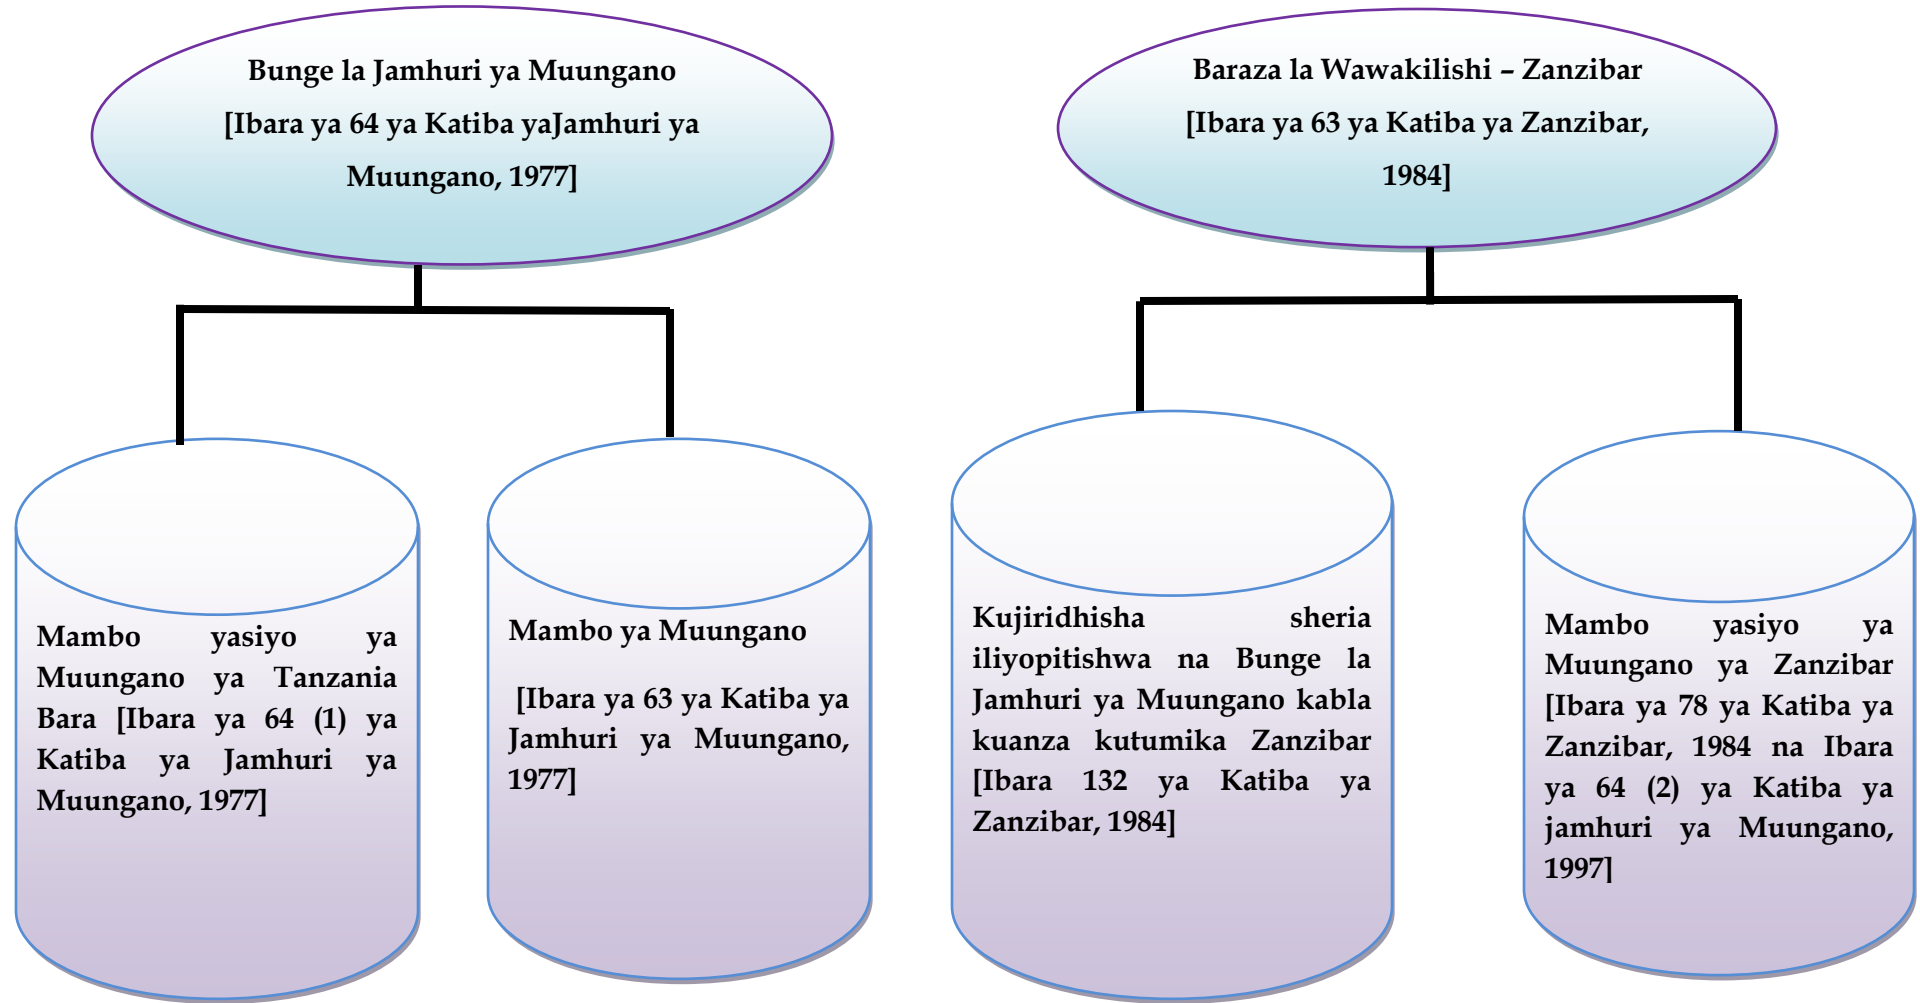 Bunge la Jamhuri ya Muungano
[Ibara ya 64 ya Katiba yaJamhuri ya
Muungano, 1977]
Baraza la Wawakilishi – Zanzibar
[Ibara ya 63 ya Katiba ya Zanzibar,
1984]
Mambo yasiyo ya
Muungano ya Tanzania
Bara [Ibara ya 64 (1) ya
Katiba ya Jamhuri ya
Muungano, 1977]
Mambo ya Muungano
[Ibara ya 63 ya Katiba ya
Jamhuri ya Muungano,
1977]
Kujiridhisha sheria
iliyopitishwa na Bunge la
Jamhuri ya Muungano kabla
kuanza kutumika Zanzibar
[Ibara 132 ya Katiba ya
Zanzibar, 1984]
Mambo yasiyo ya
Muungano ya Zanzibar
[Ibara ya 78 ya Katiba ya
Zanzibar, 1984 na Ibara
ya 64 (2) ya Katiba ya
jamhuri ya Muungano,
1997]